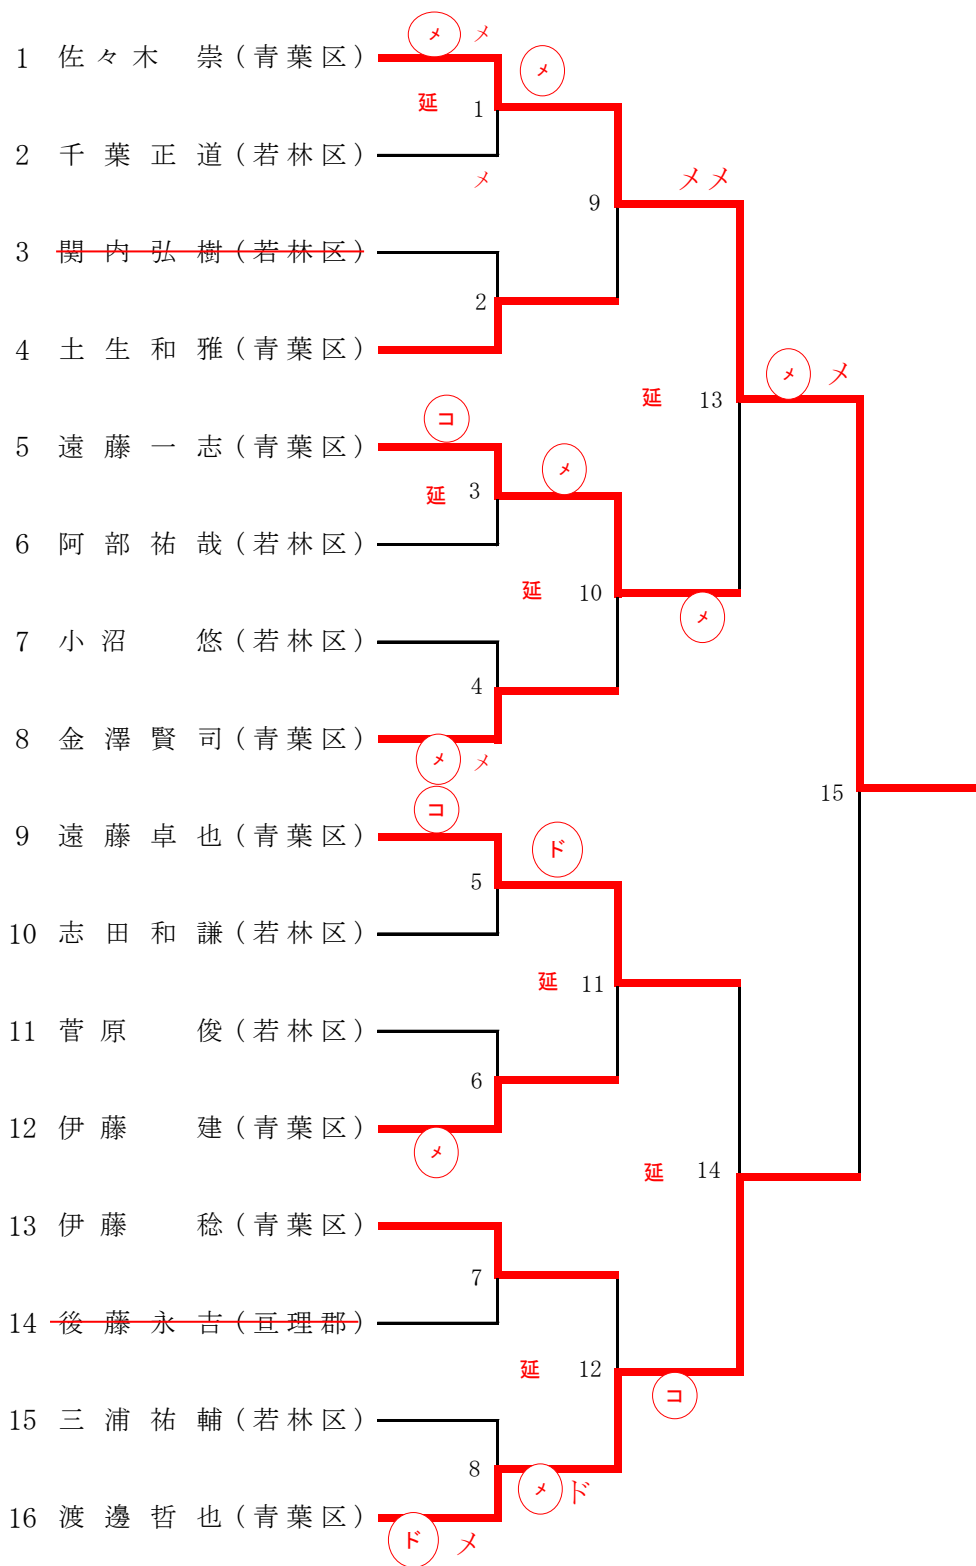 メ メ
1 佐々木 崇(青葉区)
メ
延 1
2 千葉正道(若林区)
メ
9
メメ
3 関内弘樹(若林区)
2
4 土生和雅(青葉区)
メ メ
延 13
コ
5 遠藤一志(青葉区)
メ
延 3
6 阿部祐哉(若林区)
延 10
メ
7 小沼 悠(若林区)
4
8 金澤賢司(青葉区)
メ メ
15
コ
9 遠藤卓也(青葉区)
ド
5
10 志田和謙(若林区)
延 11
11 菅原 俊(若林区)
6
12 伊藤 建(青葉区)
メ
延 14
13 伊藤 稔(青葉区)
7
14 後藤永吉(亘理郡)
延 12
コ
15 三浦祐輔(若林区)
8
メ ド
16 渡邊哲也(青葉区)
ド メ